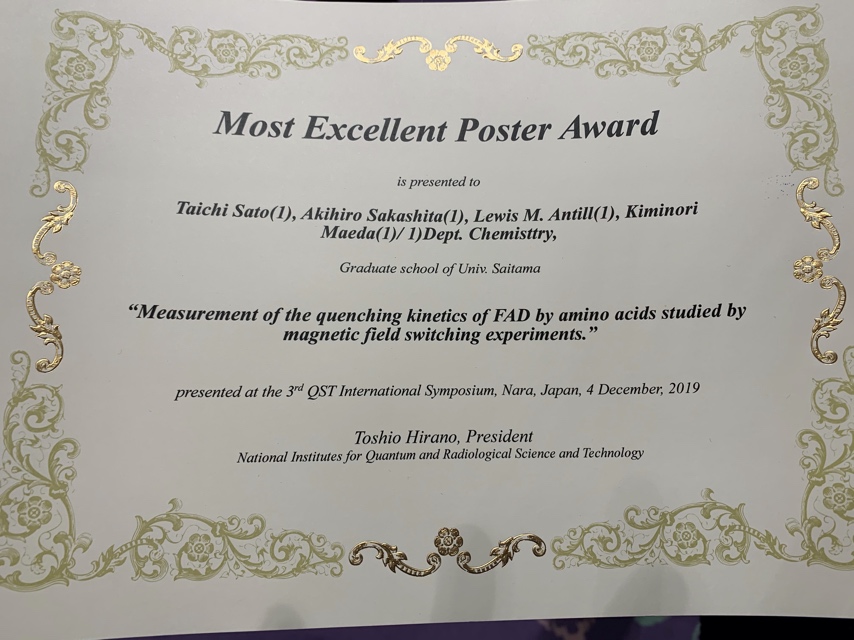 Most Excellent Poster Award
is presented to
Taichi Sato(1), Akihiro Sakashita(1), Lewis M. Antill(1), Kiminori
Maeda(1)/ 1)Dept. Chemisttry,
Graduate school of Univ. Saitama
“Measurement of the quenching kinetics of FAD by amino acids studied by
magnetic field switching experiments.”
presented at the 3rd QST International Symposium, Nara, Japan, 4 December, 2019
Toshio Hirano, President
National Institutes for Quantum and Radiological Science and Technology